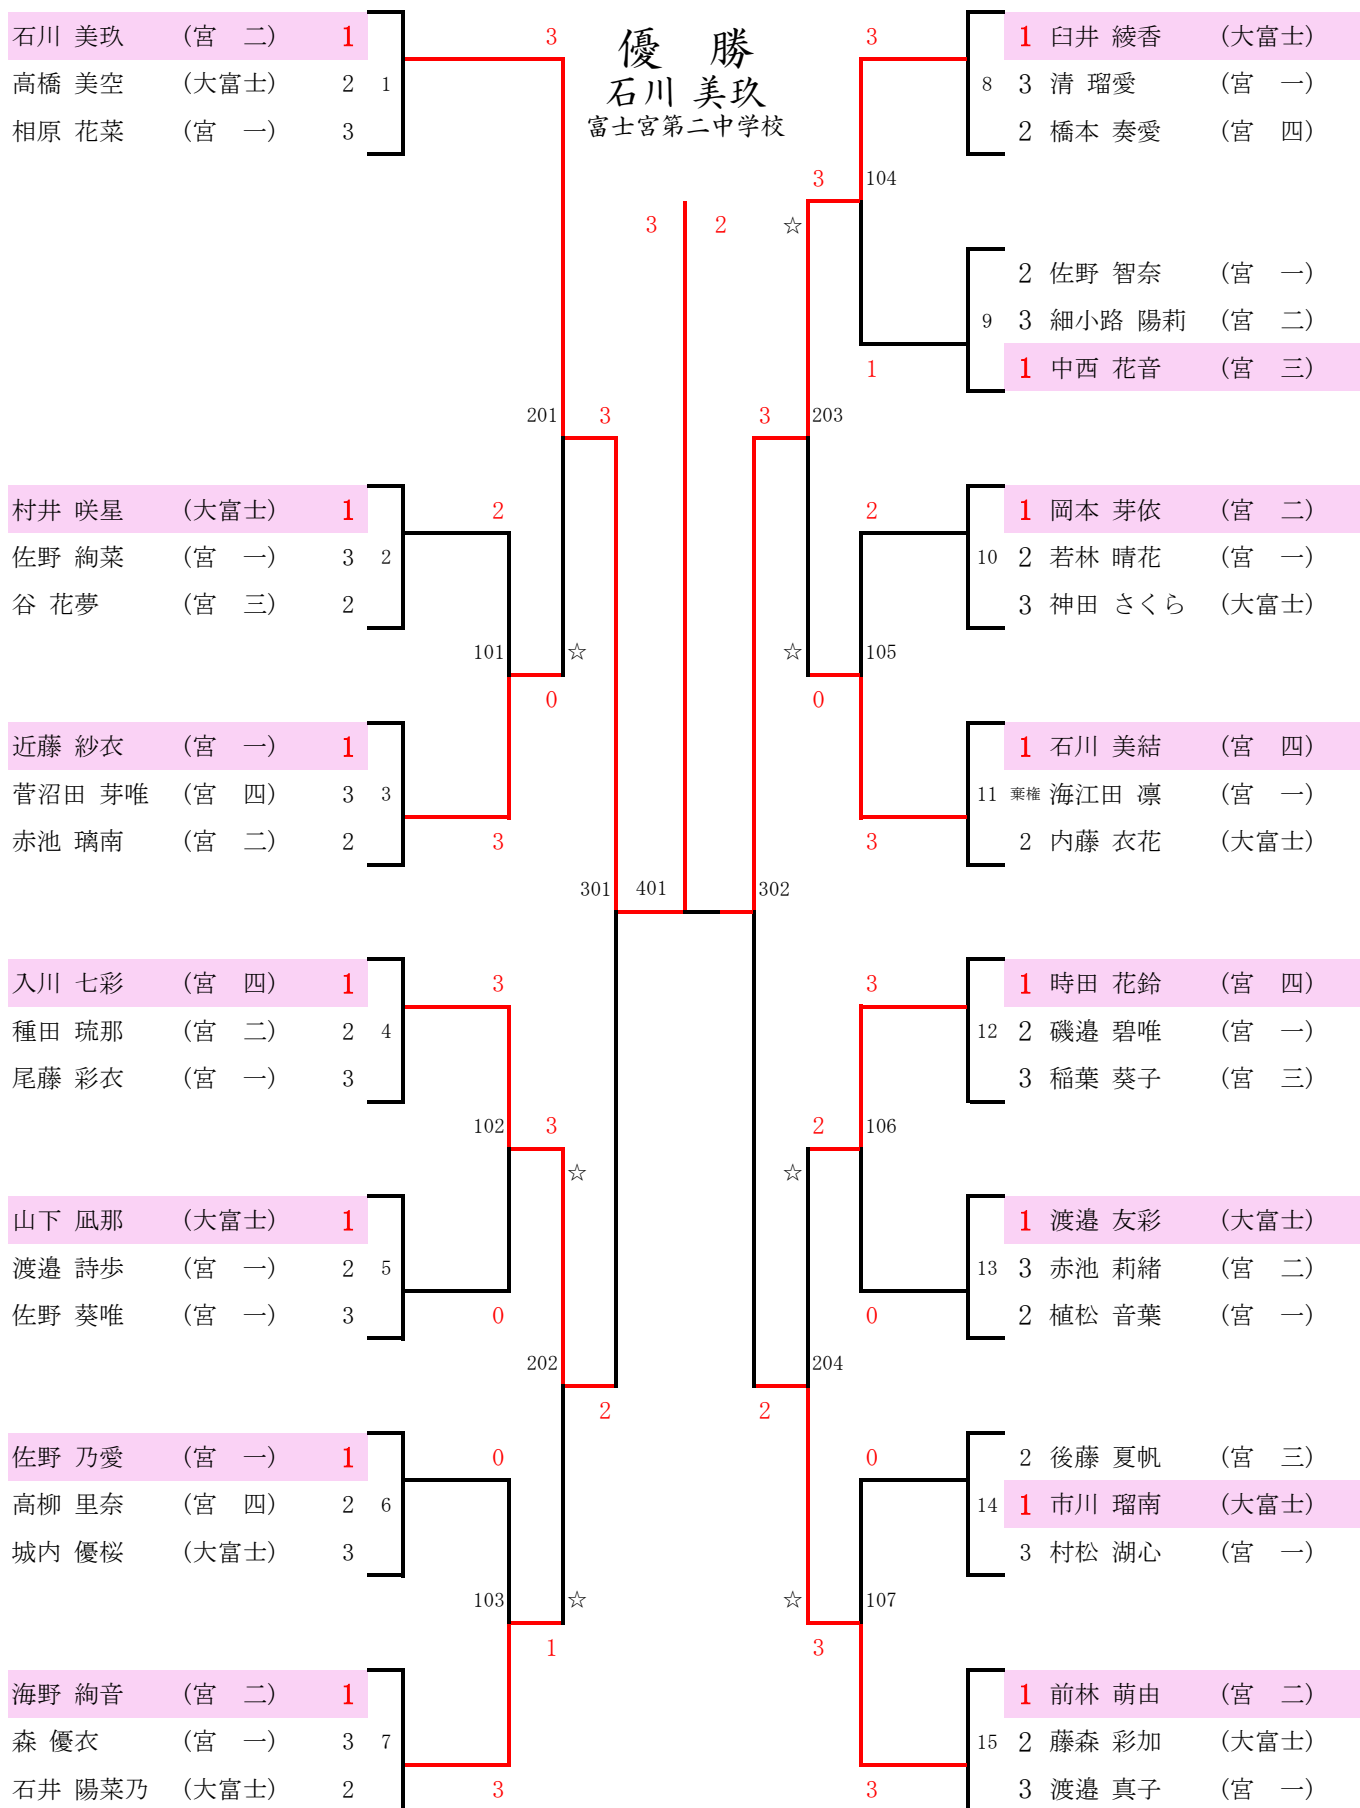 優　勝
石川 美玖
富士宮第二中学校
石川 美玖 (宮　二) 1
高橋 美空 (大富士) 2
相原 花菜 (宮　一) 3
1
3
村井 咲星 (大富士) 1
佐野 絢菜 (宮　一) 3
谷 花夢 (宮　三) 2
2
2
101
近藤 紗衣 (宮　一) 1
菅沼田 芽唯 (宮　四) 3
赤池 璃南 (宮　二) 2
3
3
☆
0
201
3
入川 七彩 (宮　四) 1
種田 琉那 (宮　二) 2
尾藤 彩衣 (宮　一) 3
4
3
102
3
☆
山下 凪那 (大富士) 1
渡邉 詩歩 (宮　一) 2
佐野 葵唯 (宮　一) 3
5
0
202
2
佐野 乃愛 (宮　一) 1
高柳 里奈 (宮　四) 2
城内 優桜 (大富士) 3
6
0
103
☆
1
海野 絢音 (宮　二) 1
森 優衣 (宮　一) 3
石井 陽菜乃 (大富士) 2
7
3
301
401
302
3
2
1 臼井 綾香 (大富士)
3 清 瑠愛 (宮　一)
2 橋本 奏愛 (宮　四)
8
3
104
3
☆
2 佐野 智奈 (宮　一)
3 細小路 陽莉 (宮　二)
1 中西 花音 (宮　三)
9
1
203
3
1 岡本 芽依 (宮　二)
2 若林 晴花 (宮　一)
3 神田 さくら (大富士)
10
2
105
☆
0
1 石川 美結 (宮　四)
棄権 海江田 凛 (宮　一)
2 内藤 衣花 (大富士)
11
3
1 時田 花鈴 (宮　四)
2 磯邉 碧唯 (宮　一)
3 稲葉 葵子 (宮　三)
12
3
106
2
☆
1 渡邉 友彩 (大富士)
3 赤池 莉緒 (宮　二)
2 植松 音葉 (宮　一)
13
0
204
2
2 後藤 夏帆 (宮　三)
1 市川 瑠南 (大富士)
3 村松 湖心 (宮　一)
14
0
107
☆
3
1 前林 萌由 (宮　二)
2 藤森 彩加 (大富士)
3 渡邉 真子 (宮　一)
15
3